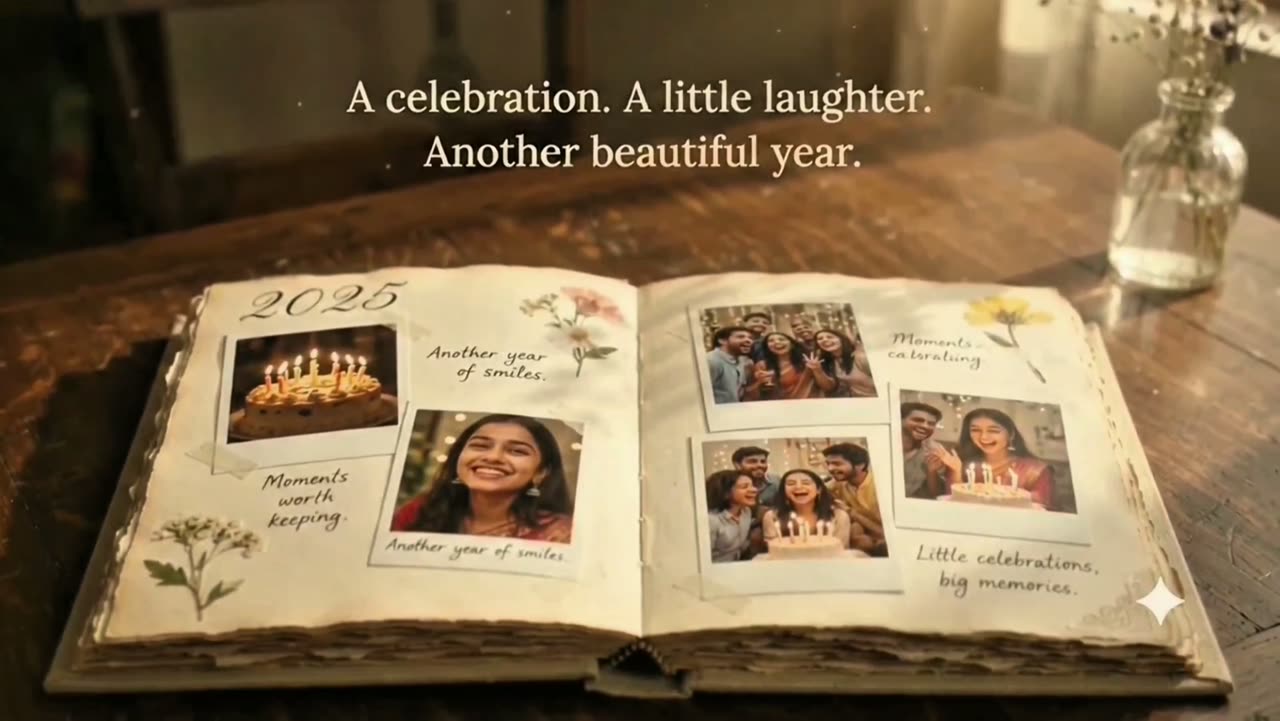 A celebration. A little laughter.
Another beautiful year.
2025
Another year
of smiles.
Moments
worth
keeping.
Another year of smiles.
Moments
calsraliung
Little celebrations,
big memories.